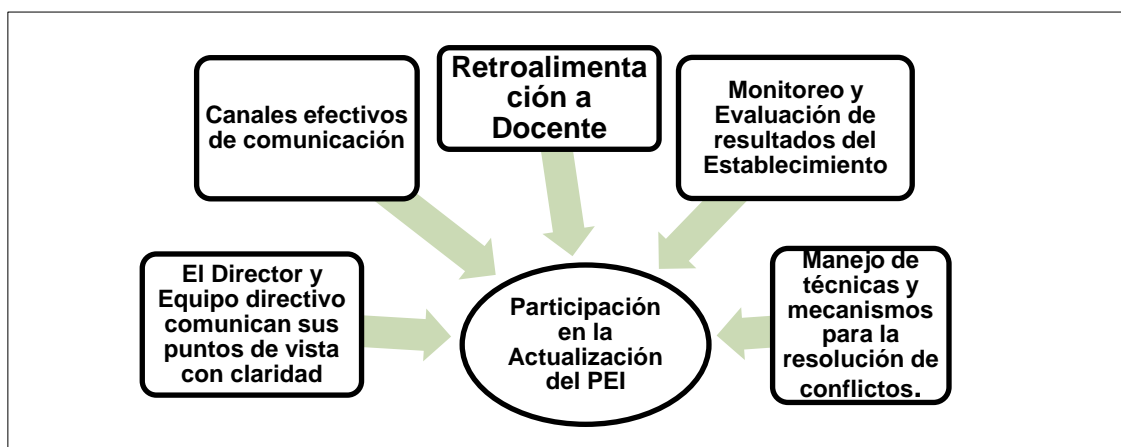 Canales efectivos
de comunicación
Retroalimenta
ción a
Docente
Monitoreo y
Evaluación de
resultados del
Establecimiento
El Director y
Equipo directivo
comunican sus
puntos de vista
con claridad
Participación
en la
Actualización
del PEI
Manejo de
técnicas y
mecanismos
para la
resolución de
conflictos.